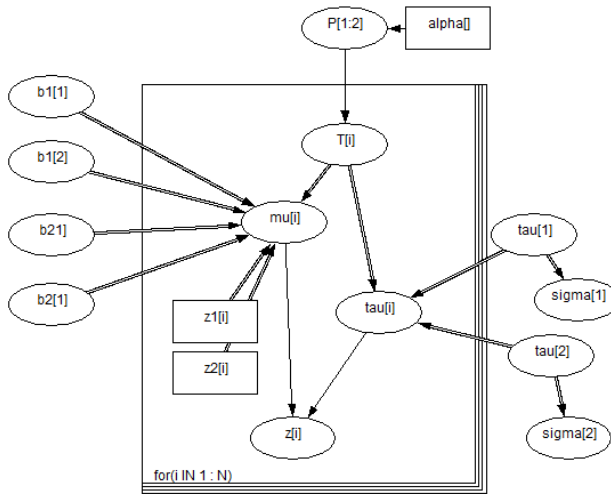 P[1:2]
alpha[]
b1[1]
b1[2]
T[i]
mu[i]
b21]
tau[1]
b2[1]
sigma[1]
z1[i]
tau[i]
z2[i]
tau[2]
z[i]
sigma[2]
for(i IN 1 : N)